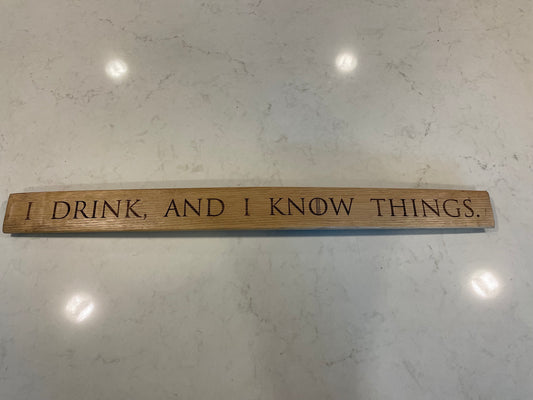 I DRINK, AND I KNOW THINGS.